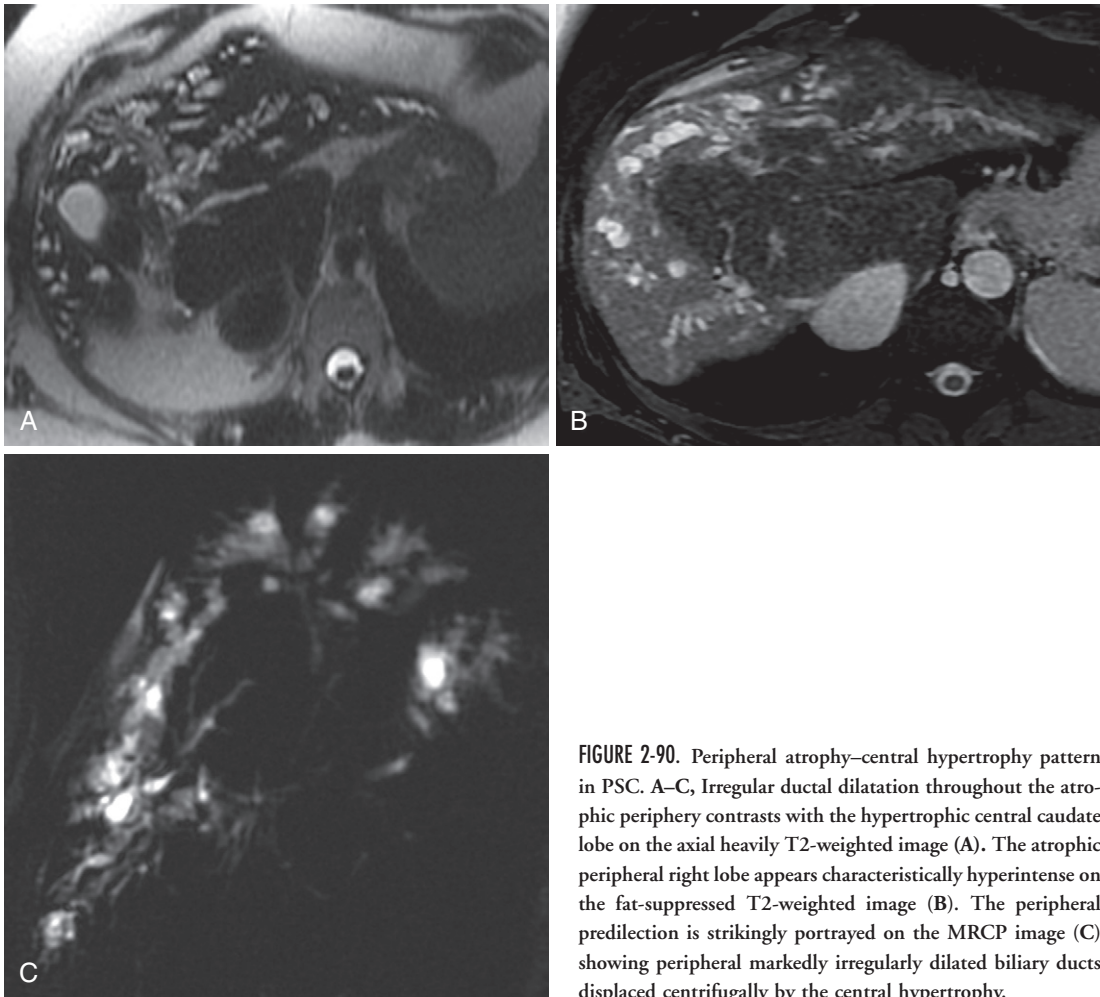 A
B
C
FIGURE 2-90. Peripheral atrophy–central hypertrophy pattern
in PSC. A–C, Irregular ductal dilatation throughout the atro-
phic periphery contrasts with the hypertrophic central caudate
lobe on the axial heavily T2-weighted image (A). The atrophic
peripheral right lobe appears characteristically hyperintense on
the fat-suppressed T2-weighted image (B). The peripheral
predilection is strikingly portrayed on the MRCP image (C)
showing peripheral markedly irregularly dilated biliary ducts
displaced centrifugally by the central hypertrophy.